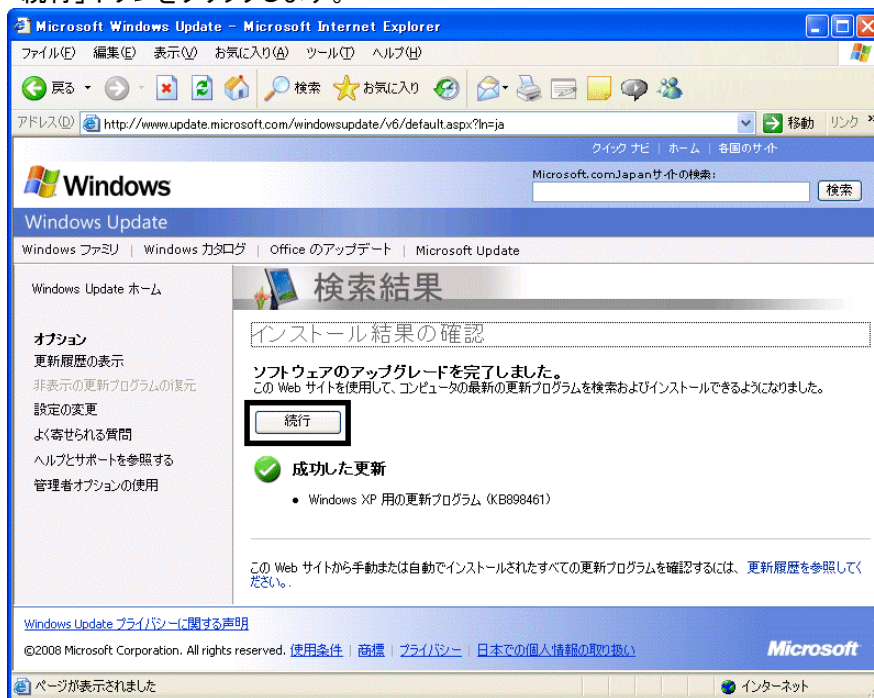 続行」ボタンをクリックします。
Microsoft Windows Update - Microsoft Internet Explorer
ファイル(F) 編集(E) 表示(V) お気に入り(A) ツール(T) ヘルプ(H)
戻る 検索 お気に入り
アドレス(D) http://www.update.microsoft.com/windowsupdate/v6/default.aspx?ln=ja 移動 リンク »
クイック ナビ | ホーム | 各国のサイト
Windows
Microsoft.comJapanサイトの検索:
検索
Windows Update
Windows ファミリ | Windows カタログ | Office のアップデート | Microsoft Update
Windows Update ホーム
オプション
更新履歴の表示
非表示の更新プログラムの復元
設定の変更
よく寄せられる質問
ヘルプとサポートを参照する
管理者オプションの使用
検索結果
インストール結果の確認
ソフトウェアのアップグレードを完了しました。
この Web サイトを使用して、コンピュータの最新の更新プログラムを検索およびインストールできるようになりました。
続行
成功した更新
• Windows XP 用の更新プログラム (KB898461)
この Web サイトから手動または自動でインストールされたすべての更新プログラムを確認するには、 更新履歴を参照してく
ださい。.
Windows Update プライバシーに関する声明
©2008 Microsoft Corporation. All rights reserved. 使用条件 | 商標 | プライバシー | 日本での個人情報の取り扱い
Microsoft
ページが表示されました
インターネット